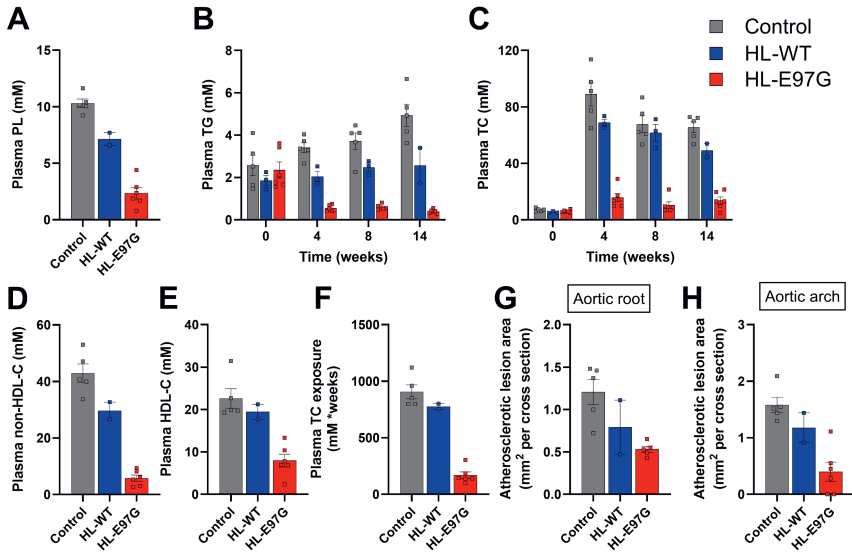 A
Plasma PL (mM)
15
10
5
0
Control
HL-WT
HL-E97G
B
Plasma TG (mM)
8
6
4
2
0
0
4
8
14
Time (weeks)
C
Plasma TC (mM)
120
80
40
0
0
4
8
14
Time (weeks)
Control
HL-WT
HL-E97G
D
Plasma non-HDL-C (mM)
60
40
20
0
Control
HL-WT
HL-E97G
E
Plasma HDL-C (mM)
40
30
20
10
0
Control
HL-WT
HL-E97G
F
Plasma TC exposure
(mM *weeks)
1500
1000
500
0
Control
HL-WT
HL-E97G
G
Aortic root
Atherosclerotic lesion area
(mm² per cross section)
2.0
1.5
1.0
0.5
0.0
Control
HL-WT
HL-E97G
H
Aortic arch
Atherosclerotic lesion area
(mm² per cross section)
3
2
1
0
Control
HL-WT
HL-E97G